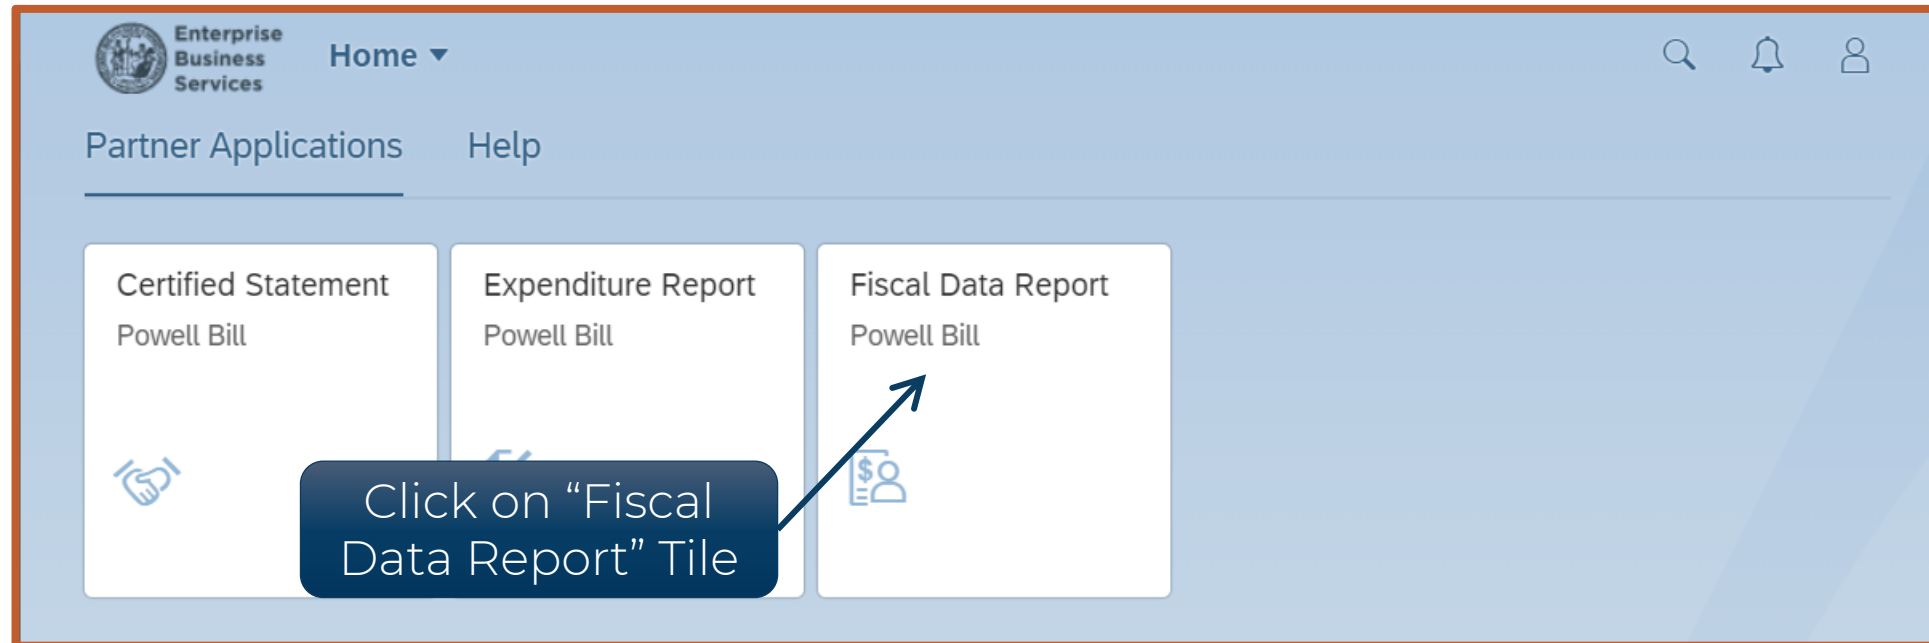 Enterprise
Business
Services
Home
Partner Applications Help
Certified Statement
Powell Bill
Expenditure Report
Powell Bill
Fiscal Data Report
Powell Bill
Click on “Fiscal
Data Report” Tile